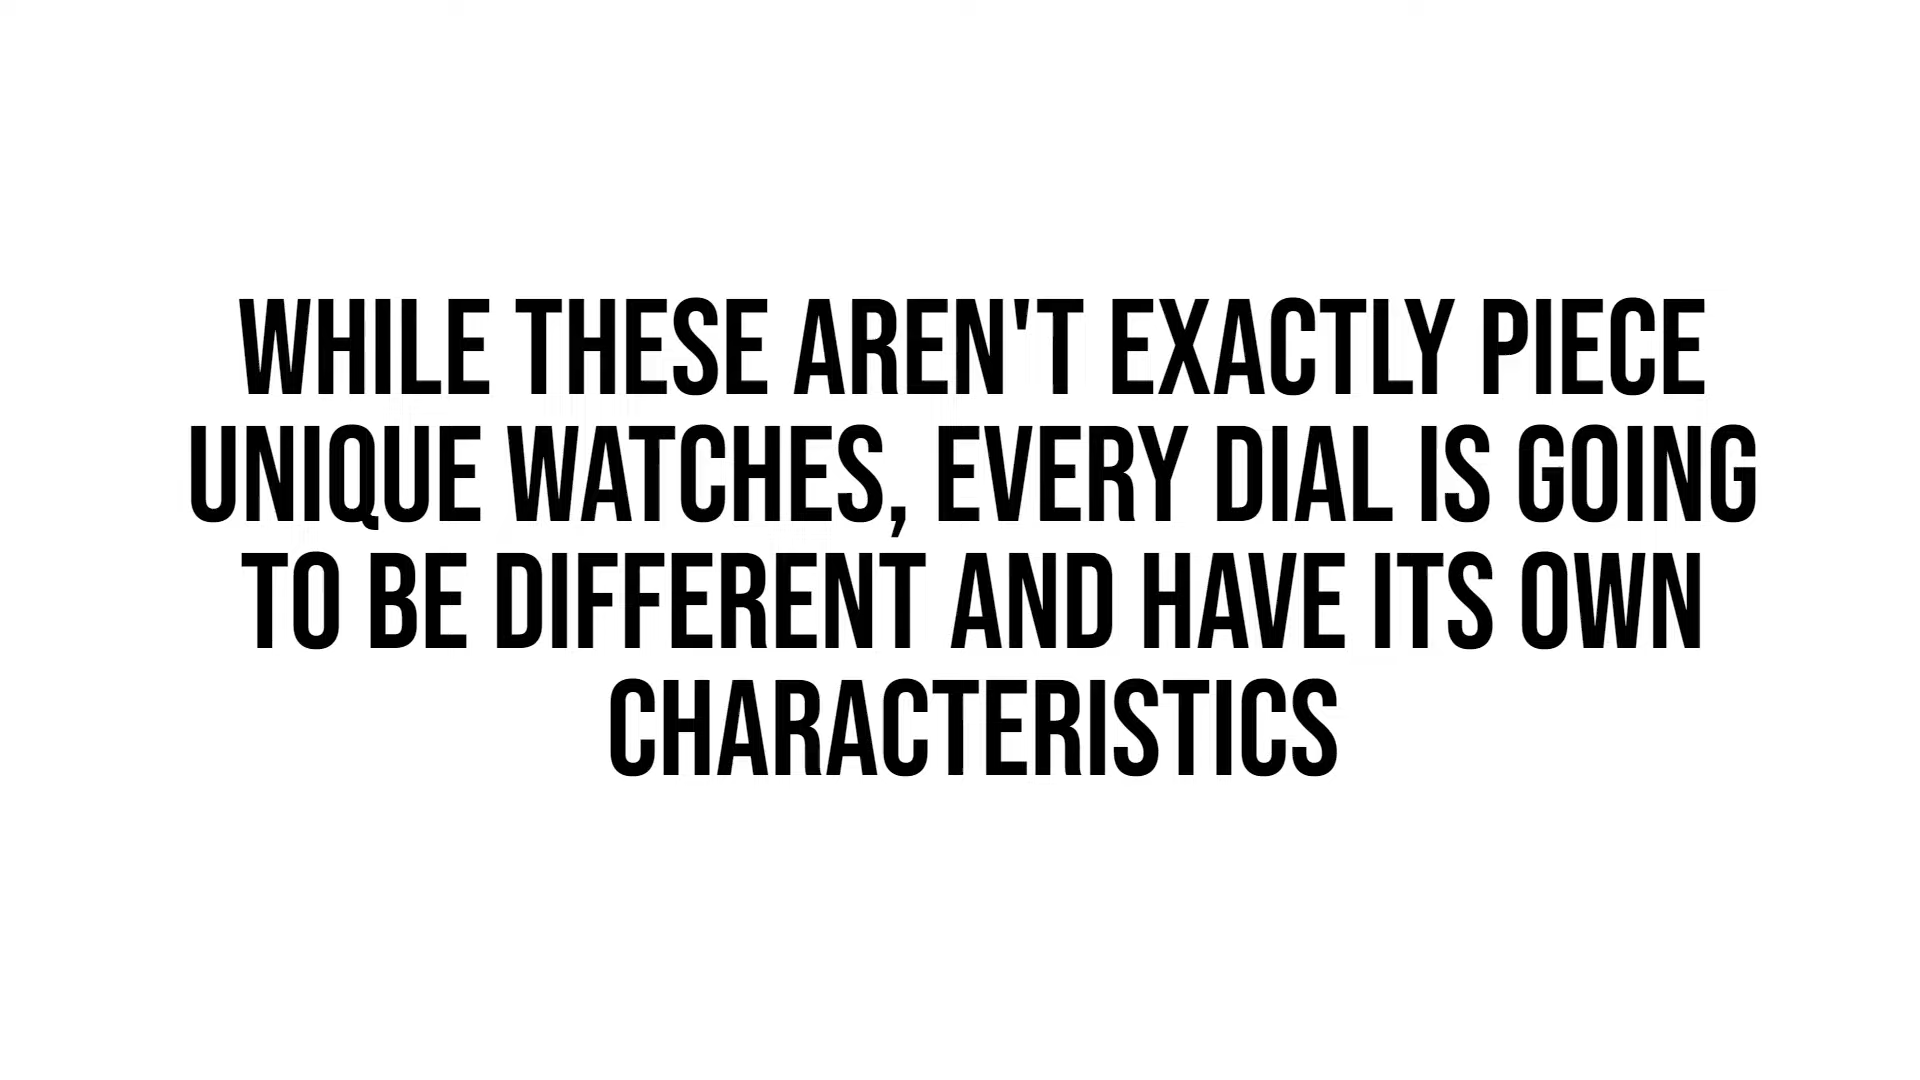 WHILE THESE AREN'T EXACTLY PIECE
UNIQUE WATCHES, EVERY DIAL IS GOING
TO BE DIFFERENT AND HAVE ITS OWN
CHARACTERISTICS